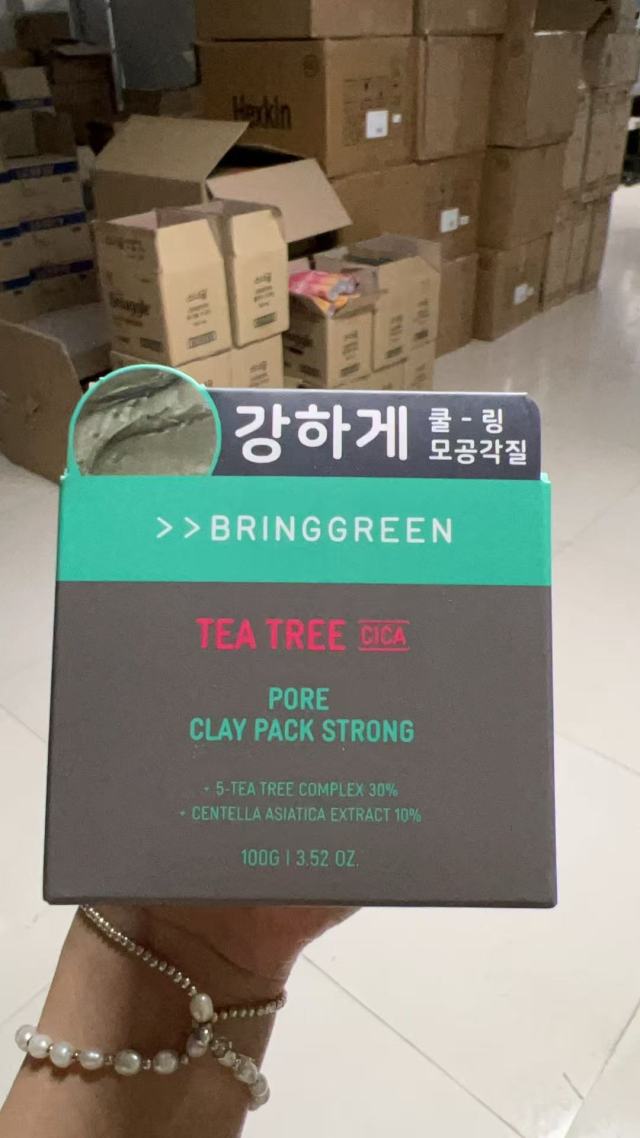 Hexkin
강하게
쿨-링
모공각질
>>BRINGGREEN
TEA TREE CICA
PORE
CLAY PACK STRONG
+ 5-TEA TREE COMPLEX 30%
+ CENTELLA ASIATICA EXTRACT 10%
100G | 3.52 OZ.